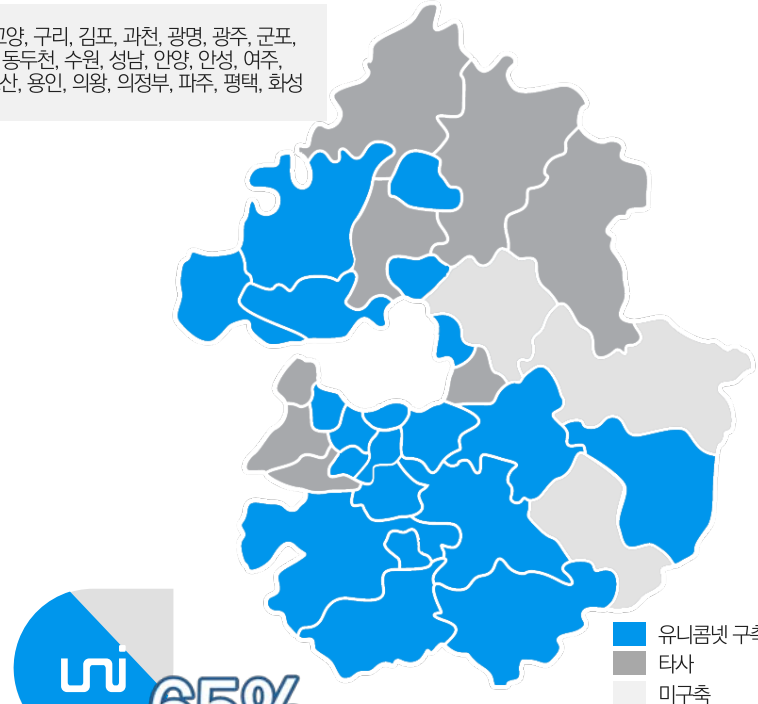 고양, 구리, 김포, 과천, 광명, 광주, 군포,
동두천, 수원, 성남, 안양, 안성, 여주,
산, 용인, 의왕, 의정부, 파주, 평택, 화성
유니콤넷 구축
타사
미구축
uni
65%